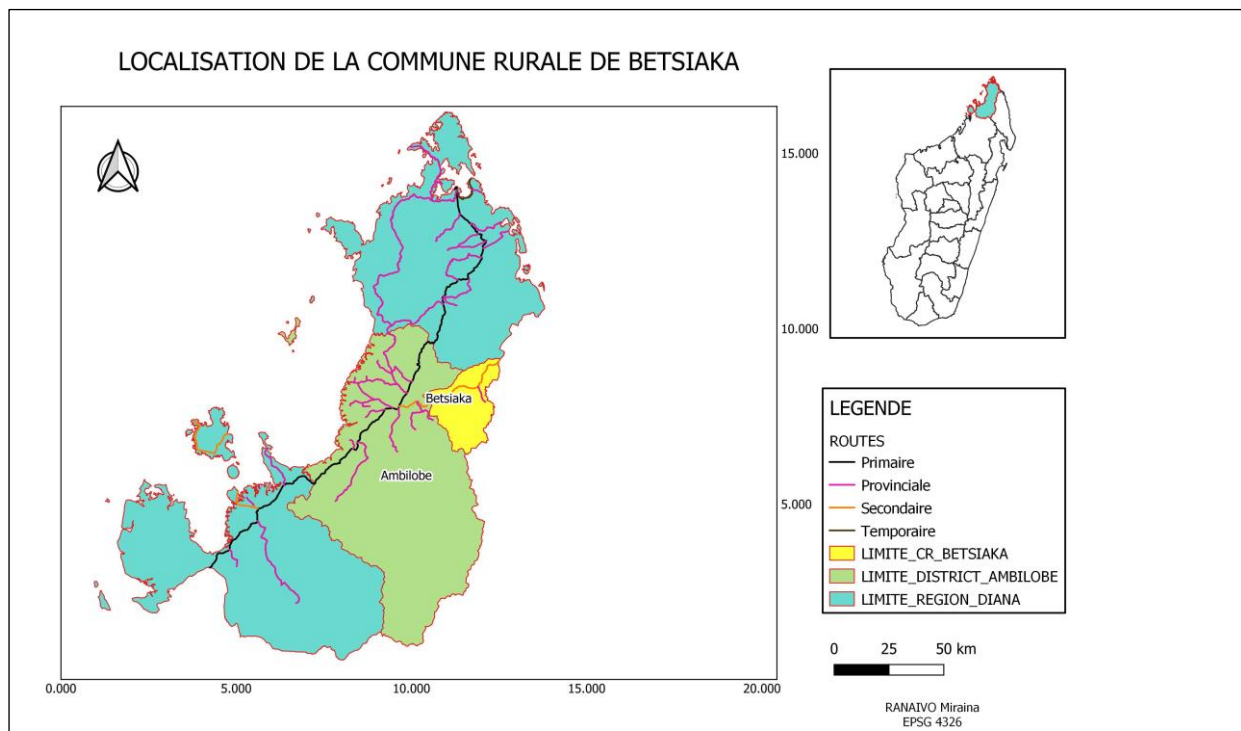 LOCALISATION DE LA COMMUNE RURALE DE BETSIAKA
15.000
10.000
Betsiaka
Ambilobe
5.000
0.000
5.000
10.000
15.000
20.000
LEGENDE
ROUTES
Primaire
Provinciale
Secondaire
Temporaire
LIMITE_CR_BETSIAKA
LIMITE_DISTRICT_AMBILOBE
LIMITE_REGION_DIANA
0 25 50 km
RANAIVO Miraina
EPSG 4326